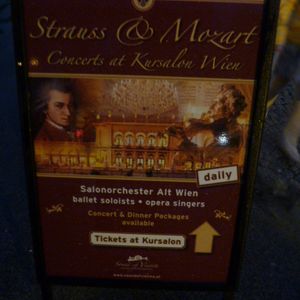 Strauss & Mozart
Concerts at Kursalon Wien
daily
Salonorchester Alt Wien
ballet soloists • opera singers
Concert & Dinner Packages
available
Tickets at Kursalon